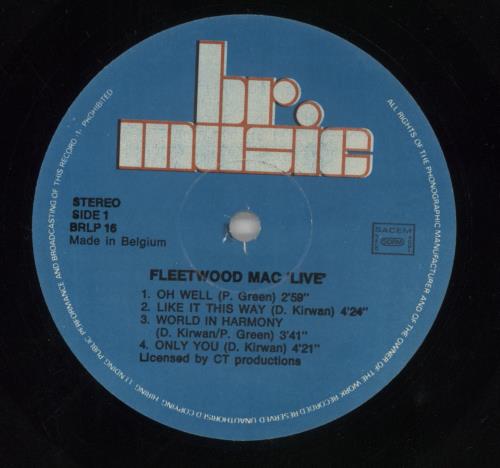 br.
music
STEREO
SIDE 1
BRLP 16
Made in Belgium
SACEM
FLEETWOOD MAC 'LIVE'
1. OH WELL (P. Green) 2'59"
2. LIKE IT THIS WAY (D. Kirwan) 4'24"
3. WORLD IN HARMONY
(D. Kirwan/P. Green) 3'41"
4. ONLY YOU (D. Kirwan) 4'21"
Licensed by CT productions
ALL RIGHTS OF THE PHONOGRAPHIC MANUFACTURER AND OF THE OWNER OF THE WORK RECORDED RESERVED UNAUTHORISED COPYING HIRING LENDING PUBLIC PERFORMANCE AND BROADCASTING OF THIS RECORD PROHIBITED